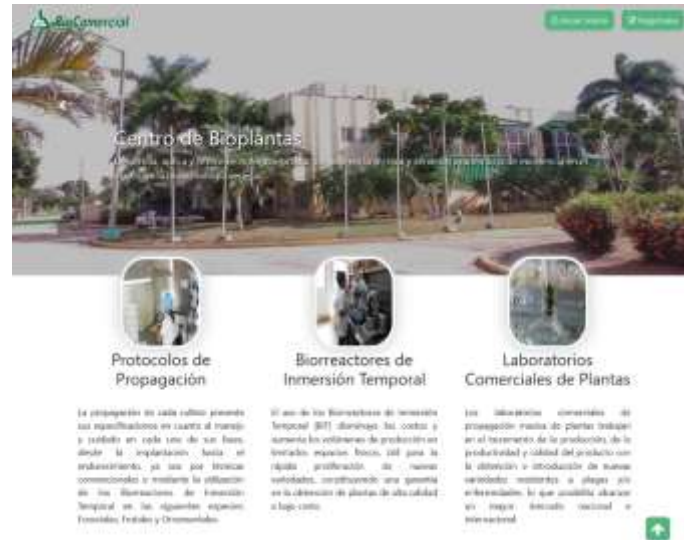 BioComercial
Centro de Bioplantas
Protocolos de
Propagación
La propagación de cada cultivo presenta
sus especificaciones en cuanto al manejo
y cuidado en cada una de sus fases,
desde la implantación hasta el
endurecimiento, ya sea por técnicas
convencionales o mediante la utilización
de los Biorreactores de Inmersión
Temporal en las siguientes especies:
Forestales, Frutales y Ornamentales.
Biorreactores de
Inmersión Temporal
El uso de los Biorreactores de Inmersión
Temporal (BIT) disminuye los costos y
aumenta los volúmenes de producción en
limitados espacios físicos, útil para la
rápida proliferación de nuevas
variedades, constituyendo una garantía
en la obtención de plantas de alta calidad
a bajo costo.
Laboratorios
Comerciales de Plantas
Los laboratorios comerciales de
propagación masiva de plantas trabajan
en el incremento de la producción, de la
productividad y calidad del producto con
la obtención e introducción de nuevas
variedades resistentes a plagas y/o
enfermedades, lo que posibilita abarcar
un mayor mercado nacional e
internacional.